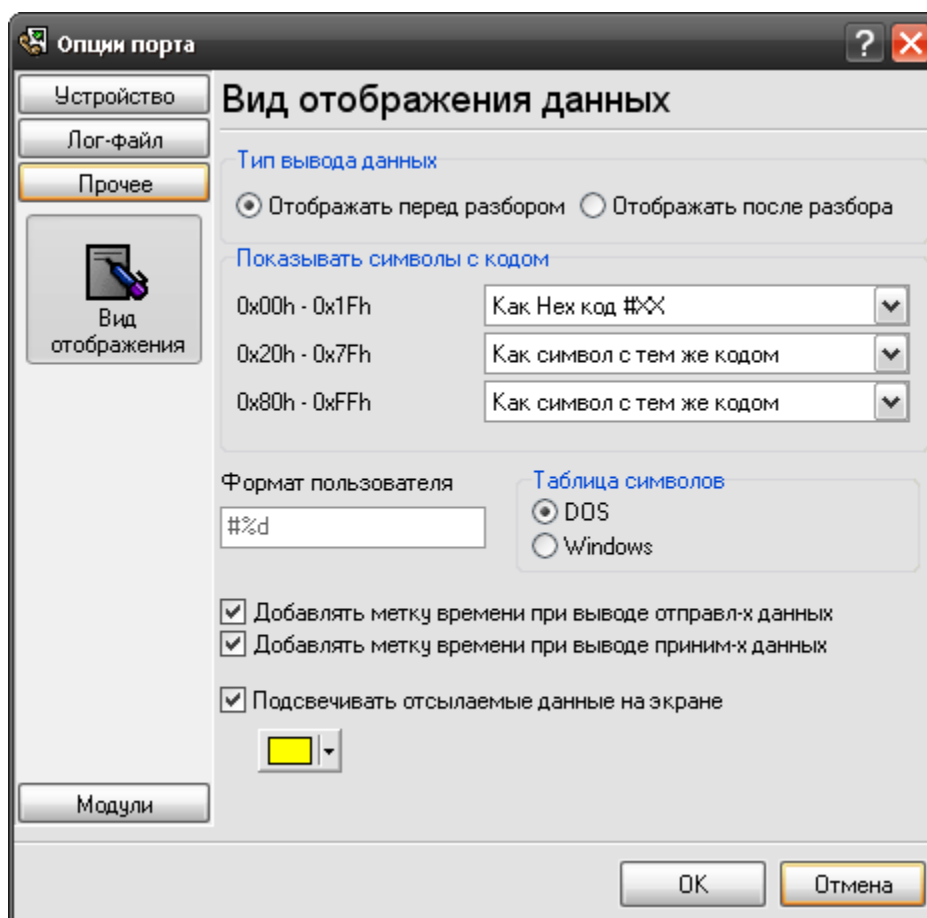 Опции порта
?
Устройство
Лог-файл
Прочее
Вид
отображения
Модули
Вид отображения данных
Тип вывода данных
Отображать перед разбором Отображать после разбора
Показывать символы с кодом
0x00h - 0x1Fh Как Hex код #XX
0x20h - 0x7Fh Как символ с тем же кодом
0x80h - 0xFFh Как символ с тем же кодом
Формат пользователя
#%d
Таблица символов
DOS
Windows
Добавлять метку времени при выводе отправл-х данных
Добавлять метку времени при выводе приним-х данных
Подсвечивать отсылаемые данные на экране
OK Отмена